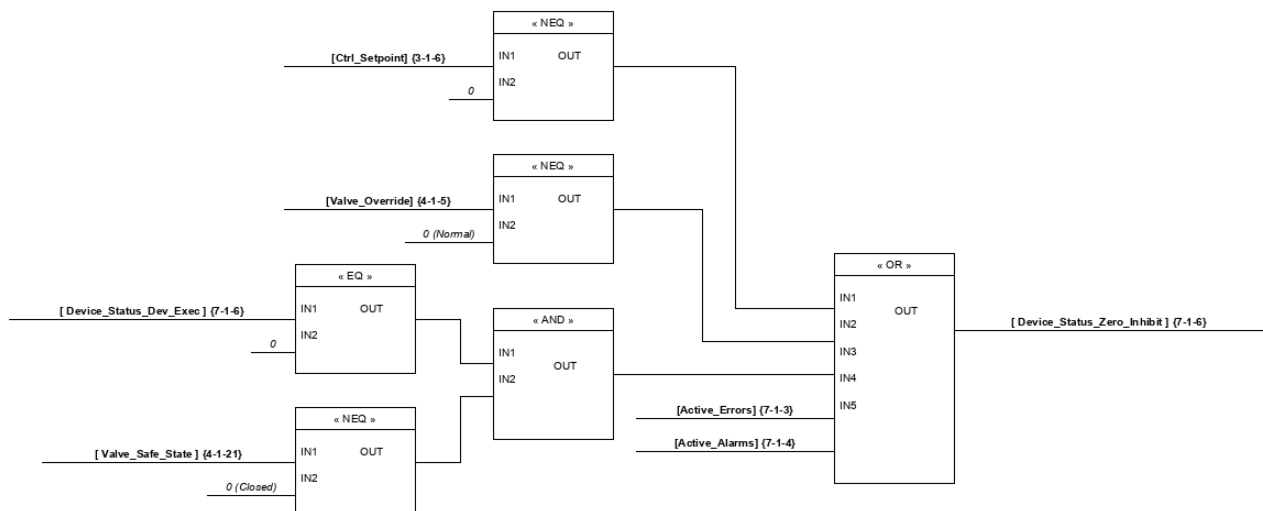 « NEQ »
[Ctrl_Setpoint] {3-1-6}
IN1 OUT
0
IN2
« NEQ »
[Valve_Override] {4-1-5}
IN1 OUT
0 (Normal)
IN2
« EQ »
[ Device_Status_Dev_Exec ] {7-1-6}
IN1 OUT
0
IN2
« NEQ »
[ Valve_Safe_State ] {4-1-21}
IN1 OUT
0 (Closed)
IN2
« AND »
IN1
IN2
OUT
« OR »
IN1
IN2
IN3
IN4
IN5
OUT
[Active_Errors] {7-1-3}
[Active_Alarms] {7-1-4}
[ Device_Status_Zero_Inhibit ] {7-1-6}